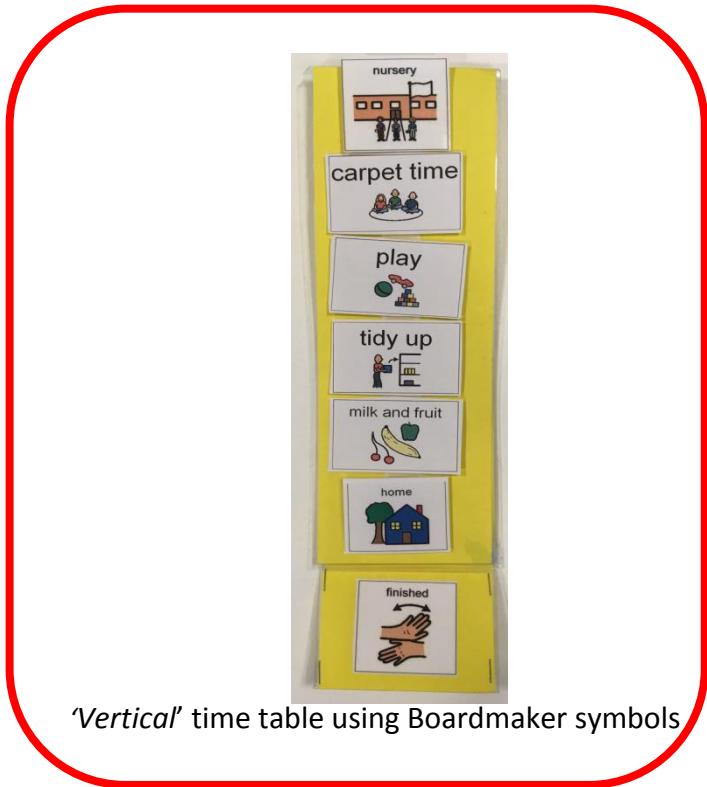 nursery
carpet time
play
tidy up
milk and fruit
home
finished
‘Vertical’ time table using Boardmaker symbols